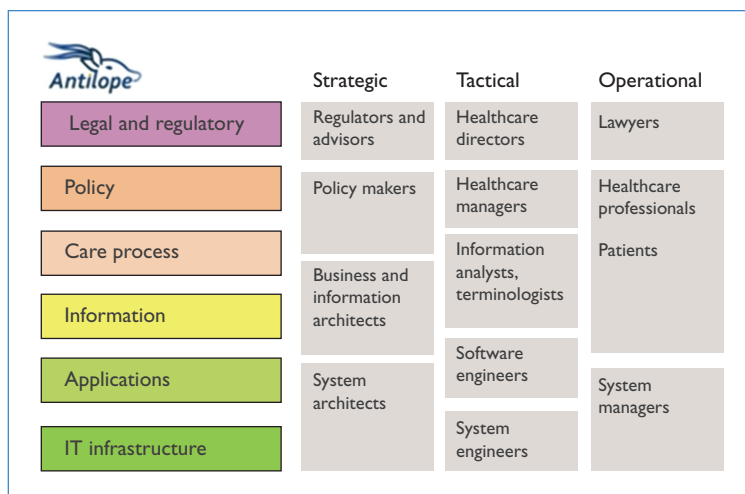 Antilope
Strategic
Tactical
Operational
Legal and regulatory
Regulators and
advisors
Healthcare
directors
Lawyers
Policy
Policy makers
Healthcare
managers
Healthcare
professionals
Patients
Care process
Business and
information
architects
Information
analysts,
terminologists
Information
Applications
System
architects
Software
engineers
System
managers
IT infrastructure
System
engineers